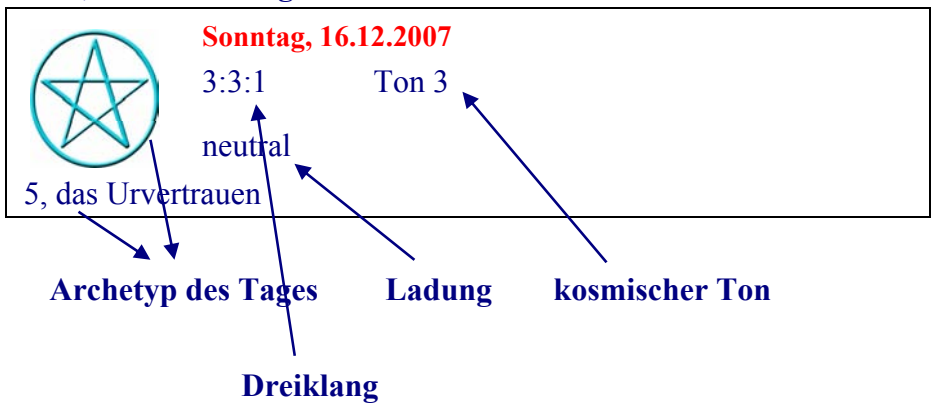 Sonntag, 16.12.2007
3:3:1 Ton 3
neutral
5, das Urvertrauen
Archetyp des Tages Ladung kosmischer Ton
Dreiklang